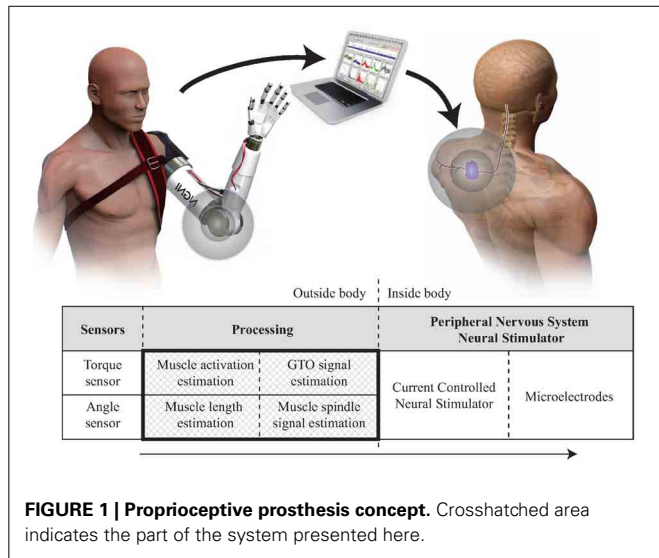 Outside body
Inside body
Sensors
Processing
Peripheral Nervous System
Neural Stimulator
Torque
sensor
Muscle activation
estimation
GTO signal
estimation
Angle
sensor
Muscle length
estimation
Muscle spindle
signal estimation
Current Controlled
Neural Stimulator
Microelectrodes
FIGURE 1 | Proprioceptive prosthesis concept. Crosshatched area
indicates the part of the system presented here.